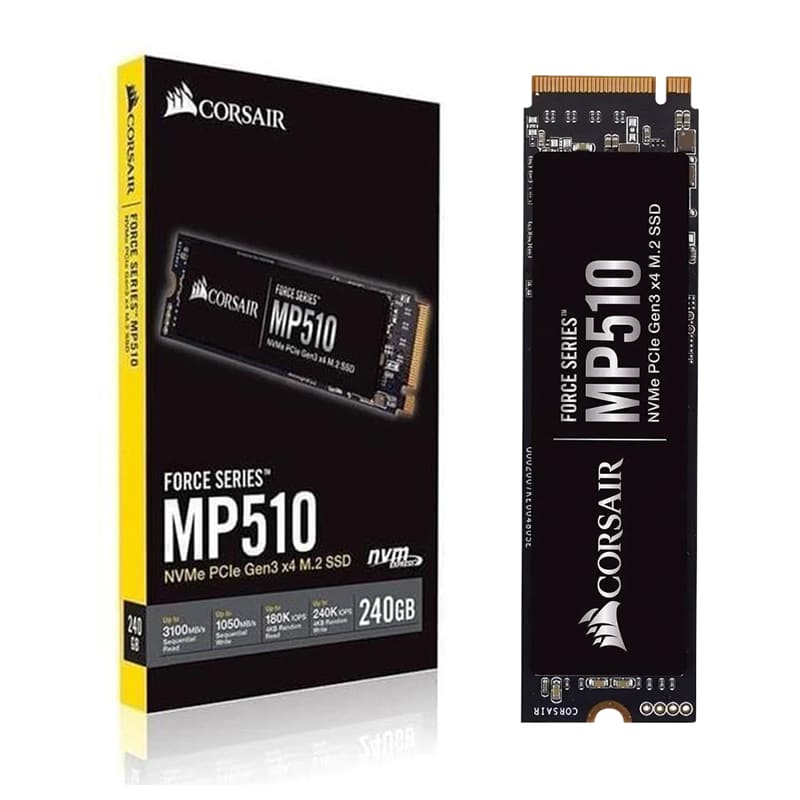 CORSAIR
FORCE SERIES™ MP510
NVMe PCIe Gen3 x4 M.2 SSD
240
GB
CORSAIR
CORSAIR
FORCE SERIES™
MP510
NVMe PCIe Gen3 x4 M.2 SSD
FORCE SERIES™
MP510
NVMe PCIe Gen3 x4 M.2 SSD
nvm
EXPRESS
Up to
3100MB/s
Sequential
Read
Up to
1050MB/s
Sequential
Write
Up to
180K IOPS
4KB Random
Read
Up to
240K IOPS
4KB Random
Write
240GB
CORSAIR
FORCE SERIES™
MP510
NVMe PCIe Gen3 x4 M.2 SSD
CORSAIR